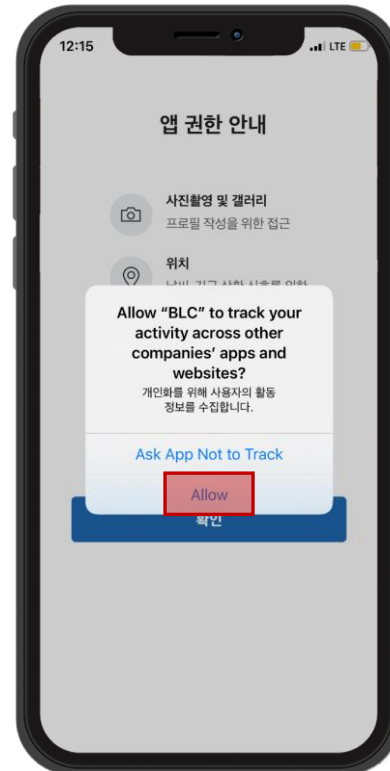 12:15
LTE
앱 권한 안내
사진촬영 및 갤러리
프로필 작성을 위한 접근
위치
Allow “BLC” to track your
activity across other
companies’ apps and
websites?
개인화를 위해 사용자의 활동
정보를 수집합니다.
Ask App Not to Track
Allow
확인